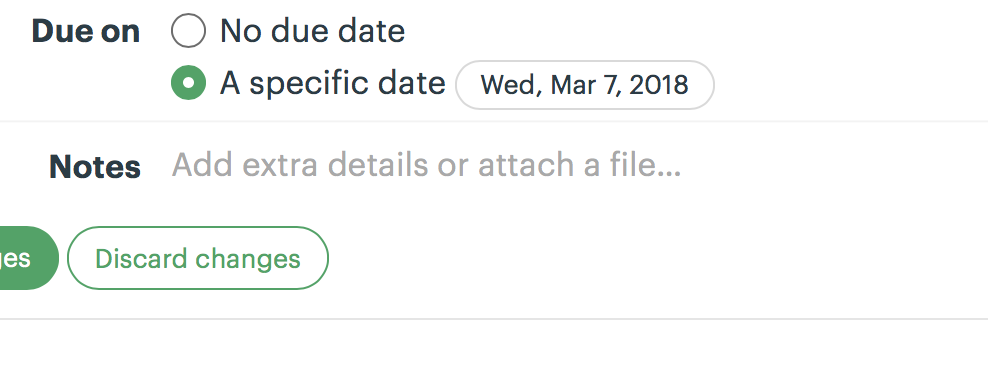 Due on No due date
A specific date Wed, Mar 7, 2018
Notes Add extra details or attach a file...
Discard changes